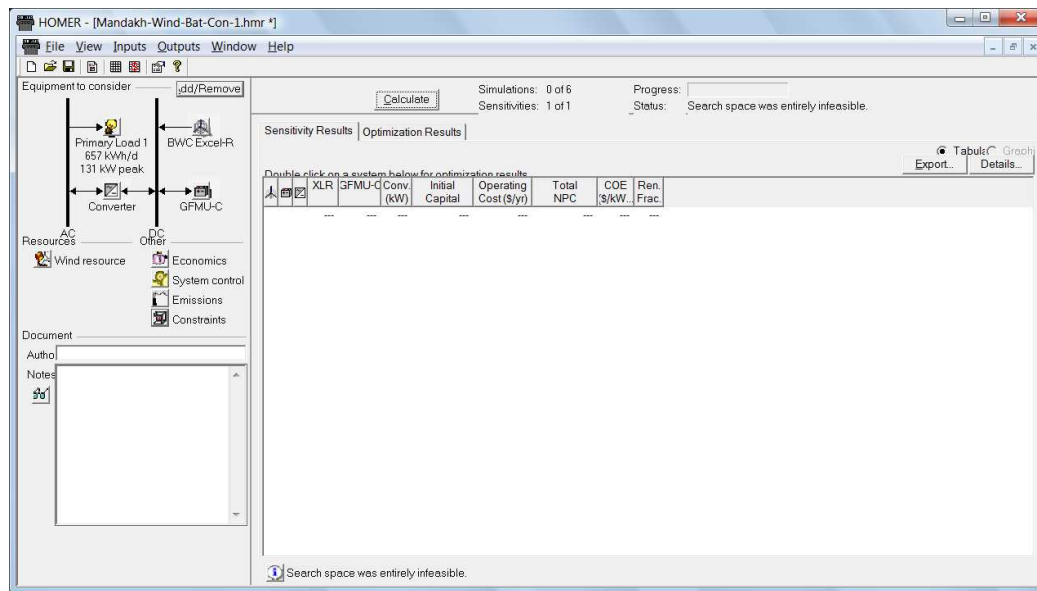 HOMER - [Mandakh-Wind-Bat-Con-1.hmr *]
File View Inputs Outputs Window Help
Equipment to consider
dd/Remove
Primary Load 1
657 kWh/d
131 kW peak
BWC Excel-R
Converter
GFMU-C
AC
DC
Resources
Other
Wind resource
Economics
System control
Emissions
Constraints
Document
Autho
Notes
Calculate
Simulations: 0 of 6
Progress:
Sensitivities: 1 of 1
Status: Search space was entirely infeasible.
Sensitivity Results
Optimization Results
Tabula
Graphi
Double click on a system below for optimization results.
Export...
Details...
XLR GFMU-C Conv. (kW) Initial Capital Operating Cost ($/yr) Total NPC COE ($/kW... Ren. Frac.
--- --- --- --- --- --- --- ---
Search space was entirely infeasible.